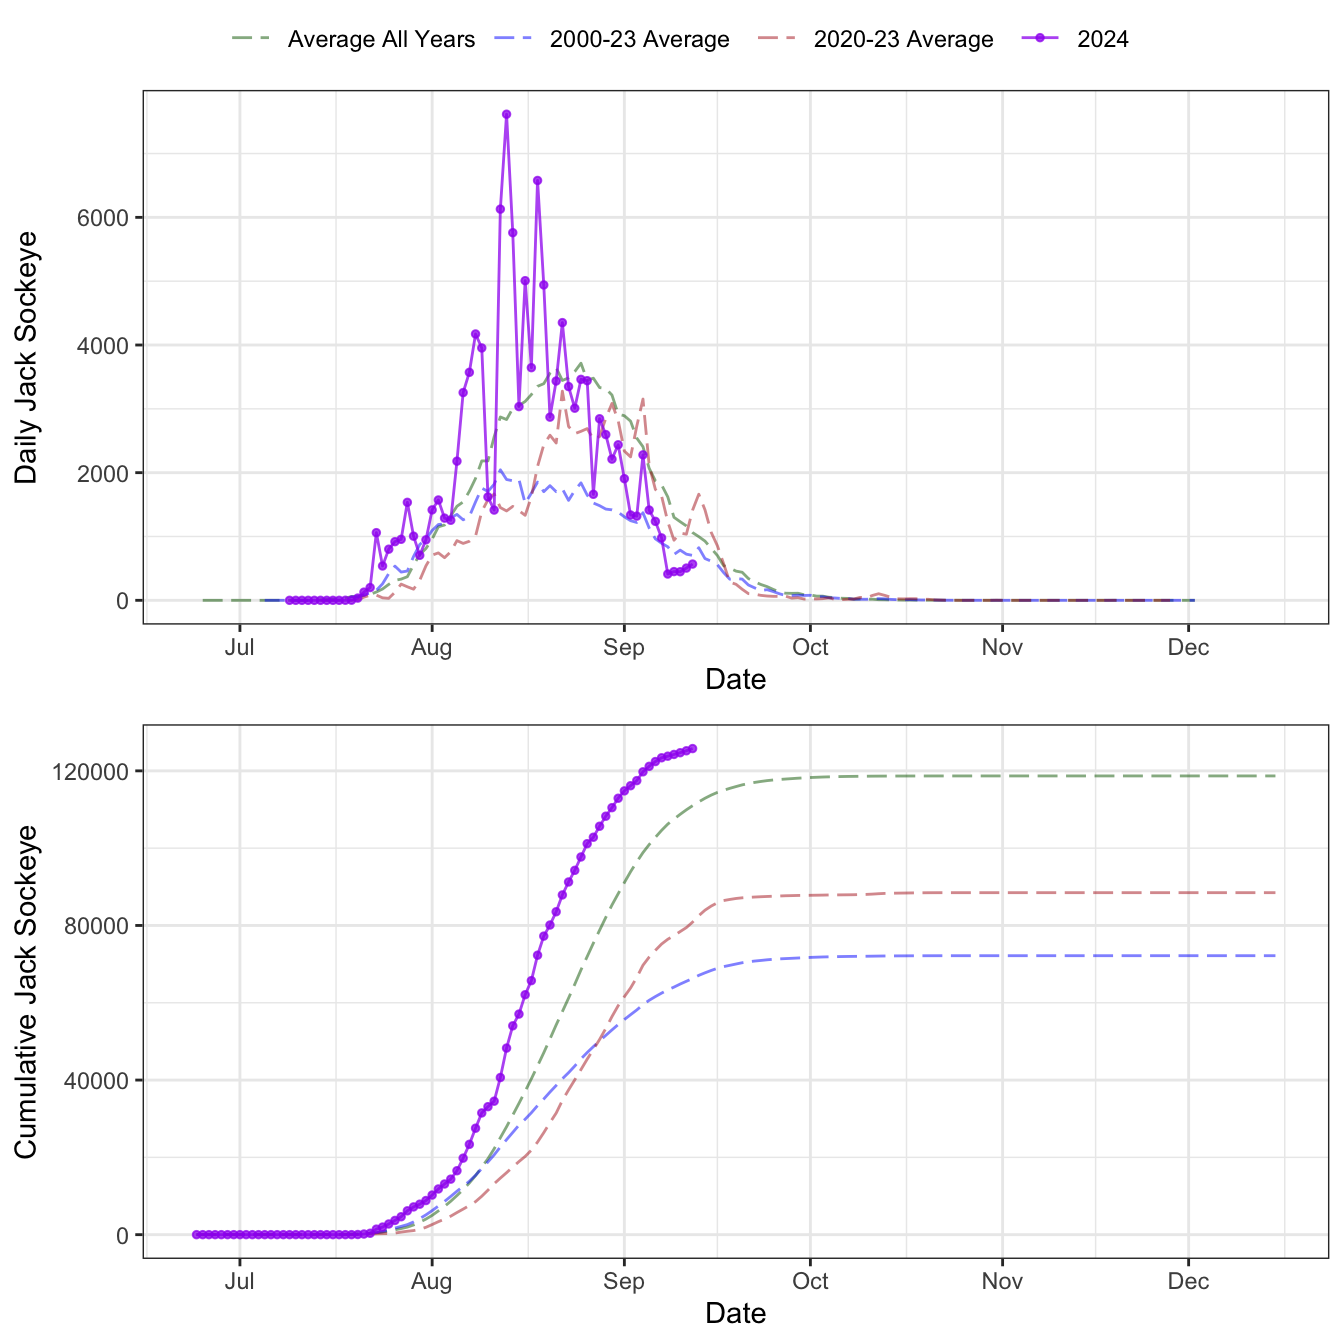 Average All Years 2000-23 Average 2020-23 Average 2024
Daily Jack Sockeye
6000
4000
2000
0
Jul Aug Sep Oct Nov Dec
Date
Cumulative Jack Sockeye
120000
80000
40000
0
Jul Aug Sep Oct Nov Dec
Date